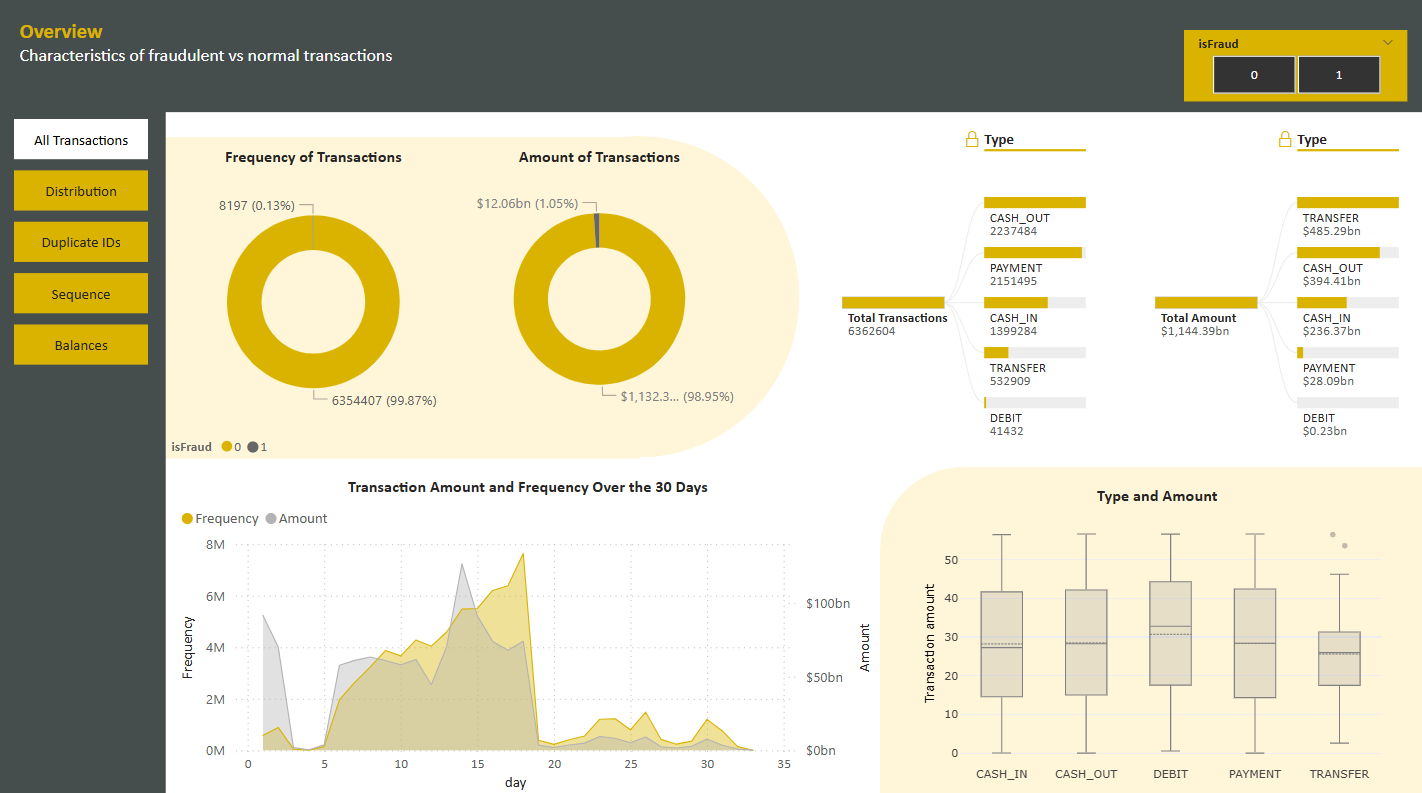 Overview
Characteristics of fraudulent vs normal transactions
isFraud
0
1
All Transactions
Distribution
Duplicate IDs
Sequence
Balances
Frequency of Transactions
8197 (0.13%)
6354407 (99.87%)
Amount of Transactions
$12.06bn (1.05%)
$1,132.3... (98.95%)
isFraud 0 1
Type
Total Transactions
6362604
CASH_OUT
2237484
PAYMENT
2151495
CASH_IN
1399284
TRANSFER
532909
DEBIT
41432
Type
Total Amount
$1,144.39bn
TRANSFER
$485.29bn
CASH_OUT
$394.41bn
CASH_IN
$236.37bn
PAYMENT
$28.09bn
DEBIT
$0.23bn
Transaction Amount and Frequency Over the 30 Days
Frequency Amount
8M
6M
4M
2M
0M
Frequency
$100bn
$50bn
$0bn
Amount
0 5 10 15 20 25 30 35
day
Type and Amount
Transaction amount
50
40
30
20
10
0
CASH_IN CASH_OUT DEBIT PAYMENT TRANSFER